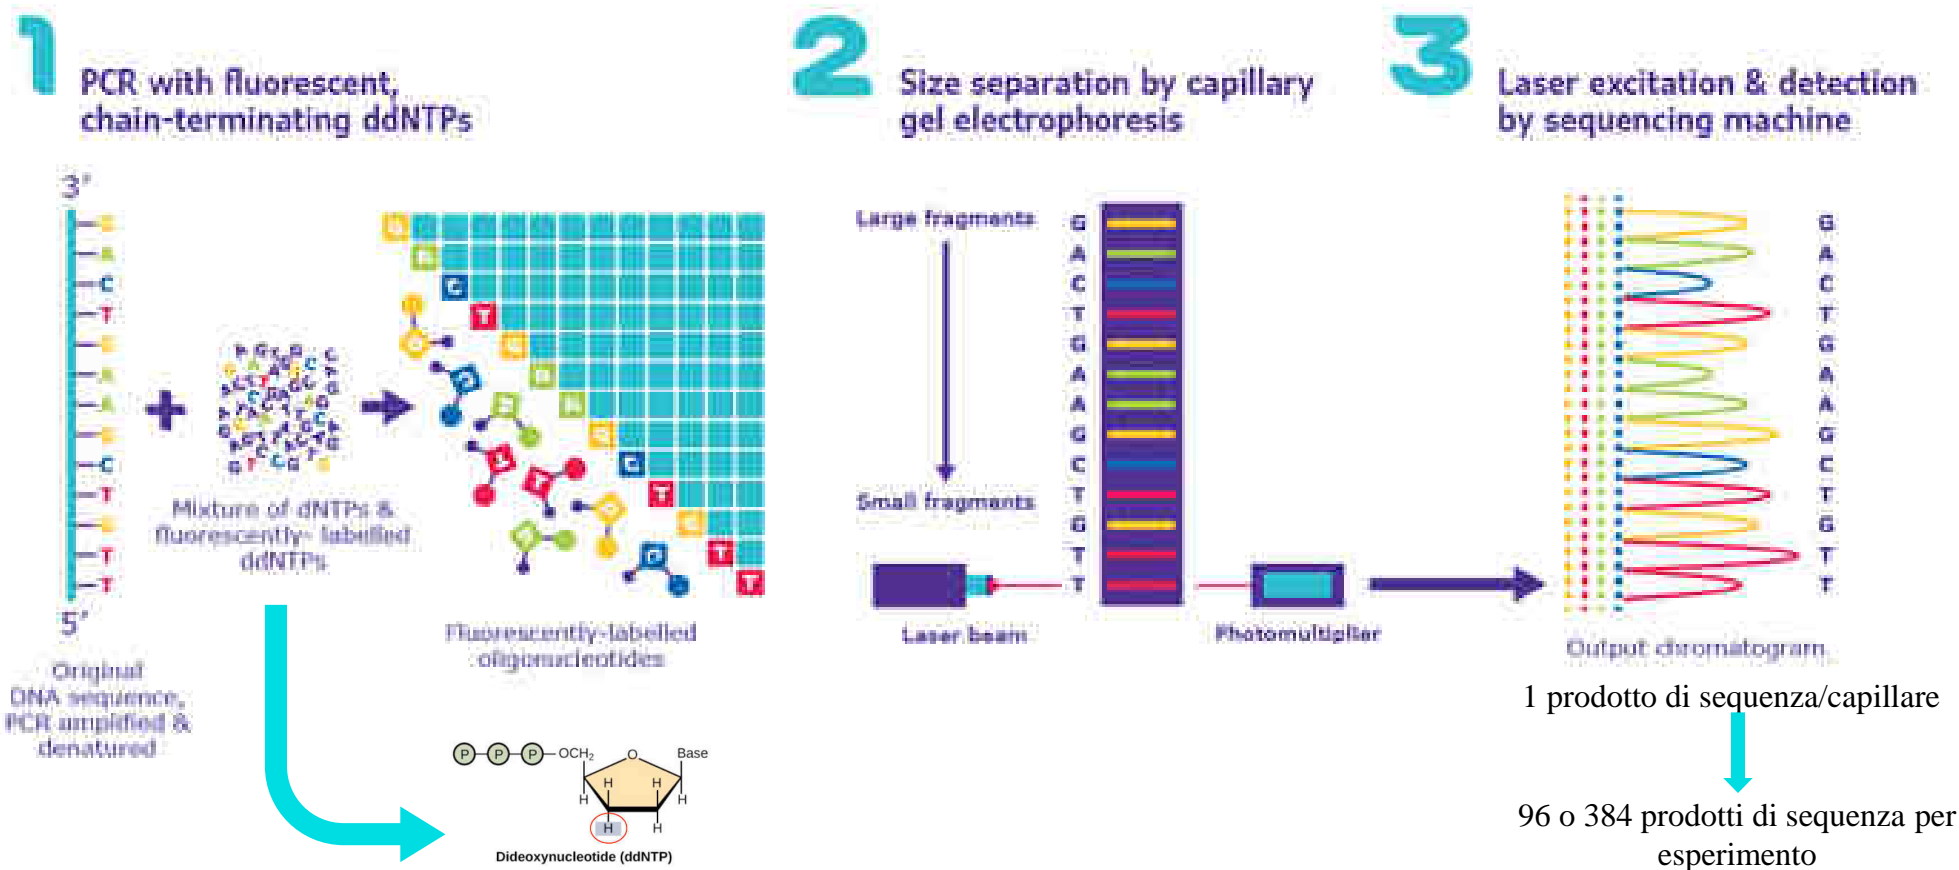 1
PCR with fluorescent,
chain-terminating ddNTPs
2
Size separation by capillary
gel electrophoresis
3
Laser excitation & detection
by sequencing machine
3'
G
A
C
T
G
A
A
G
C
T
G
T
T
5'
Original
DNA sequence,
PCR amplified &
denatured
Mixture of dNTPs &
fluorescently- labelled
ddNTPs
G
A
C
T
G
A
A
G
C
T
G
T
T
Fluorescently-labelled
oligonucleotides
P P P OCH2 O Base
H H
H H
H H
Dideoxynucleotide (ddNTP)
Large fragments
Small fragments
G
A
C
T
G
A
A
G
C
T
G
T
T
Laser beam
Photomultiplier
G
A
C
T
G
A
A
G
C
T
G
T
T
Output chromatogram
1 prodotto di sequenza/capillare
96 o 384 prodotti di sequenza per
esperimento